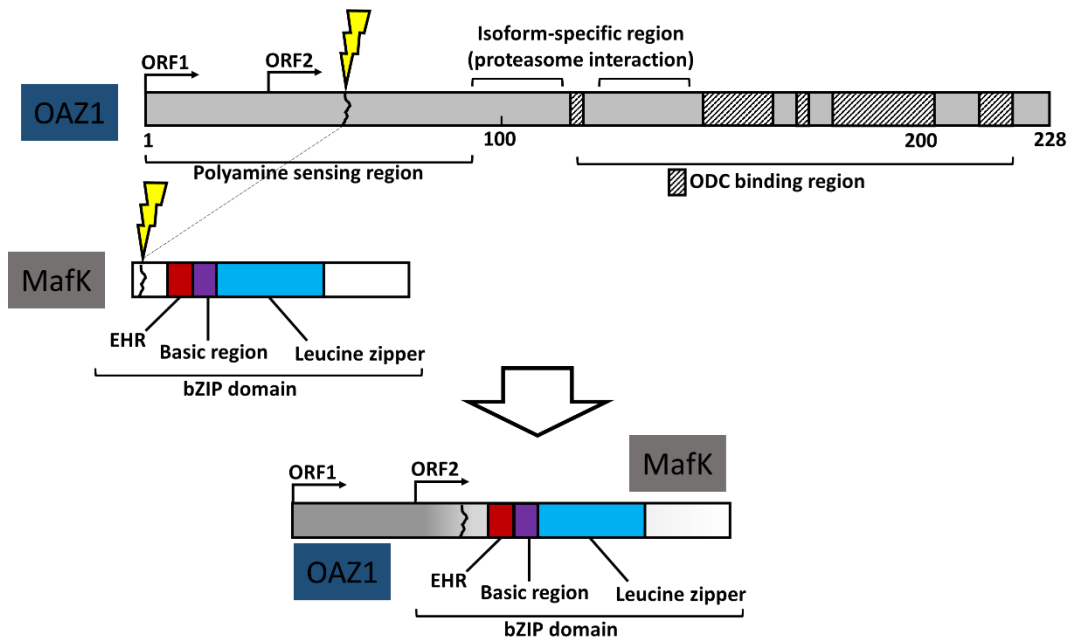 Isoform-specific region
(proteasome interaction)
ORF1
ORF2
OAZ1
1
100
200
228
Polyamine sensing region
ODC binding region
MafK
EHR
Basic region
Leucine zipper
bZIP domain
MafK
ORF1
ORF2
OAZ1
EHR
Basic region
Leucine zipper
bZIP domain